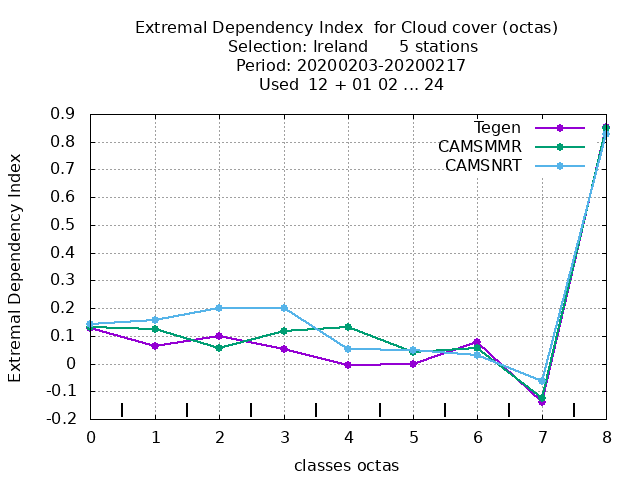 Extremal Dependency Index  for Cloud cover (octas)
Selection: Ireland      5 stations
Period: 20200203-20200217
Used  12 + 01 02 ... 24
Tegen
CAMSMMR
CAMSNRT
0.9
0.8
0.7
0.6
0.5
0.4
0.3
0.2
0.1
0
-0.1
-0.2
Extremal Dependency Index
0 1 2 3 4 5 6 7 8
classes octas